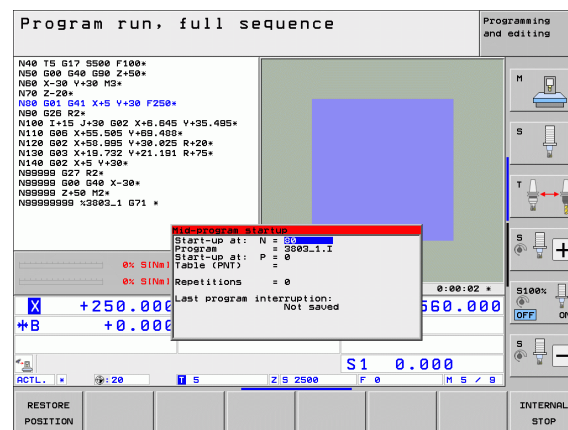 Program run, full sequence
Programming
and editing
N40 T5 G17 S500 F100*
N50 G00 G40 G90 Z+50*
N60 X-30 Y+30 M3*
N70 Z-20*
N80 G01 G41 X+5 Y+30 F250*
N90 G26 R2*
N100 I+15 J+30 G02 X+6.645 Y+35.495*
N110 G06 X+55.505 Y+69.488*
N120 G02 X+58.995 Y+30.025 R+20*
N130 G03 X+19.732 Y+21.191 R+75*
N140 G02 X+5 Y+30*
N99999 G27 R2*
N99999 G00 G40 X-30*
N99999 Z+50 M2*
N99999999 %3803_1 G71 *
Mid-program startup
Start-up at: N = 80
Program = 3803_1.I
Start-up at: P = 0
Table (PNT) =
Repetitions = 0
Last program interruption:
Not saved
0% S[Nm]
0% S[Nm]
0:00:02
X +250.000
560.000
B +0.000
S1 0.000
ACTL. * : 20 T 5 Z S 2500 F 0 M 5 / 9
M
S
T
S
S100%
OFF ON
S
RESTORE
POSITION
INTERNAL
STOP